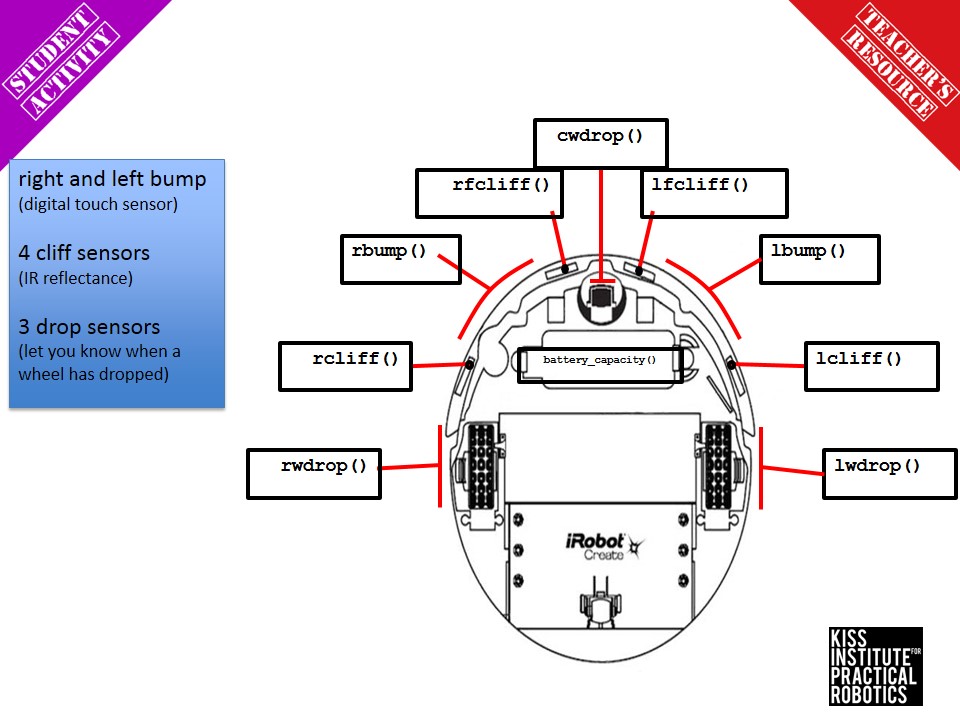 STUDENT
ACTIVITY
TEACHER'S
RESOURCE
right and left bump
(digital touch sensor)
4 cliff sensors
(IR reflectance)
3 drop sensors
(let you know when a
wheel has dropped)
cwdrop()
rfcliff()
lfcliff()
rbump()
lbump()
rcliff()
battery_capacity()
lcliff()
rwdrop()
lwdrop()
iRobot
Create
KISS
INSTITUTE FOR
PRACTICAL
ROBOTICS